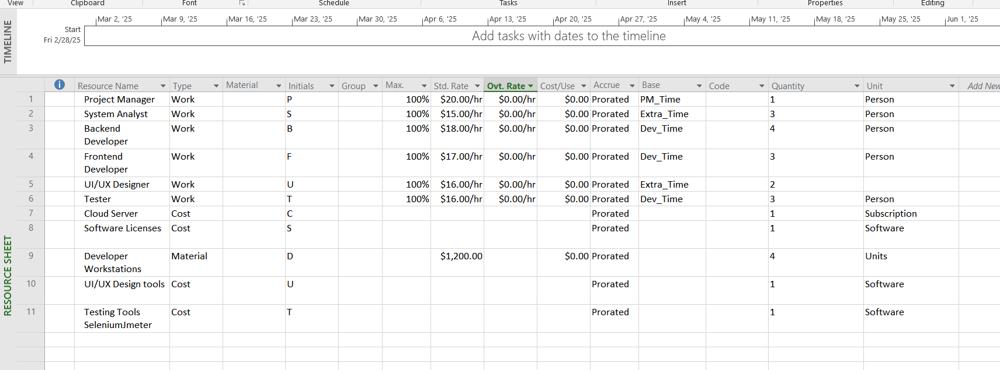 View Clipboard Font Schedule Tasks Insert Properties Editing
Mar 2, '25 Mar 9, '25 Mar 16, '25 Mar 23, '25 Mar 30, '25 Apr 6, '25 Apr 13, '25 Apr 20, '25 Apr 27, '25 May 4, '25 May 11, '25 May 18, '25 May 25, '25 Jun 1, '25
Start
Fri 2/28/25
Add tasks with dates to the timeline
TIMELINE
Resource Name Type Material Initials Group Max. Std. Rate Ovt. Rate Cost/Use Accrue Base Code Quantity Unit Add New
1 Project Manager Work P 100% $20.00/hr $0.00/hr $0.00 Prorated PM_Time 1 Person
2 System Analyst Work S 100% $15.00/hr $0.00/hr $0.00 Prorated Extra_Time 3 Person
3 Backend Work B 100% $18.00/hr $0.00/hr $0.00 Prorated Dev_Time 4 Person
Developer
4 Frontend Work F 100% $17.00/hr $0.00/hr $0.00 Prorated Dev_Time 3 Person
Developer
5 UI/UX Designer Work U 100% $16.00/hr $0.00/hr $0.00 Prorated Extra_Time 2
6 Tester Work T 100% $16.00/hr $0.00/hr $0.00 Prorated Dev_Time 3 Person
7 Cloud Server Cost C Prorated 1 Subscription
8 Software Licenses Cost S Prorated 1 Software
9 Developer Material D $1,200.00 $0.00 Prorated 4 Units
Workstations
10 UI/UX Design tools Cost U Prorated 1 Software
11 Testing Tools Cost T Prorated 1 Software
SeleniumJmeter
RESOURCE SHEET